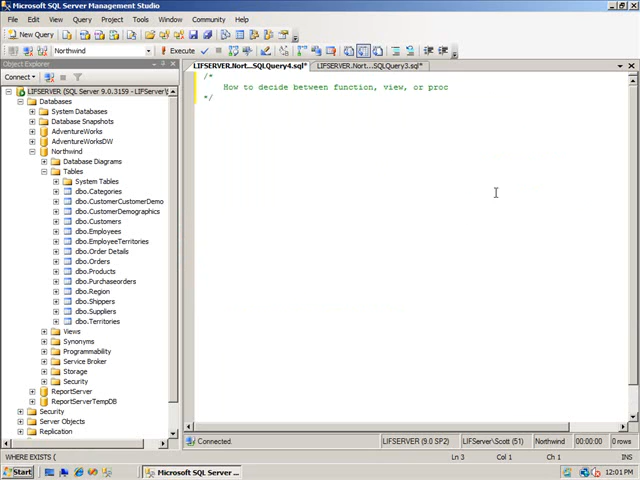 Microsoft SQL Server Management Studio
File Edit View Query Project Tools Window Community Help
New Query
Northwind Execute
Object Explorer
Connect
LIFSERVER.Nort...SQLQuery4.sql* LIFSERVER.Nort...SQLQuery3.sql*
/*
How to decide between function, view, or proc
*/
LIFSERVER (SQL Server 9.0.3159 - LIFServer\S
Databases
System Databases
Database Snapshots
AdventureWorks
AdventureWorksDW
Northwind
Database Diagrams
Tables
System Tables
dbo.Categories
dbo.CustomerCustomerDemo
dbo.CustomerDemographics
dbo.Customers
dbo.Employees
dbo.EmployeeTerritories
dbo.Order Details
dbo.Orders
dbo.Products
dbo.Purchaseorders
dbo.Region
dbo.Shippers
dbo.Suppliers
dbo.Territories
Views
Synonyms
Programmability
Service Broker
Storage
Security
ReportServer
ReportServerTempDB
Security
Server Objects
Replication
Connected. LIFSERVER (9.0 SP2) LIFServer\Scott (51) Northwind 00:00:00 0 rows
WHERE EXISTS ( Ln 3 Col 1 Ch 1 INS
Start Microsoft SQL Server Ma... 12:01 PM